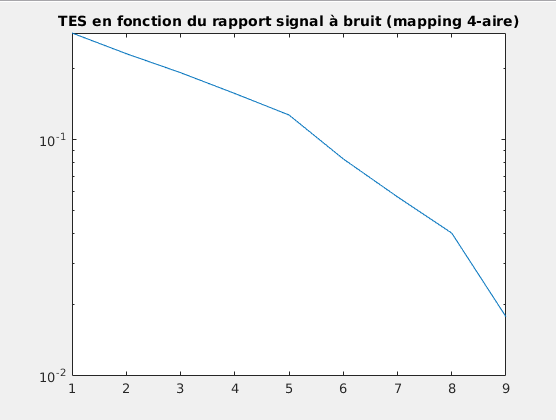 TES en fonction du rapport signal à bruit (mapping 4-aire)
10-1
10-2
1 2 3 4 5 6 7 8 9